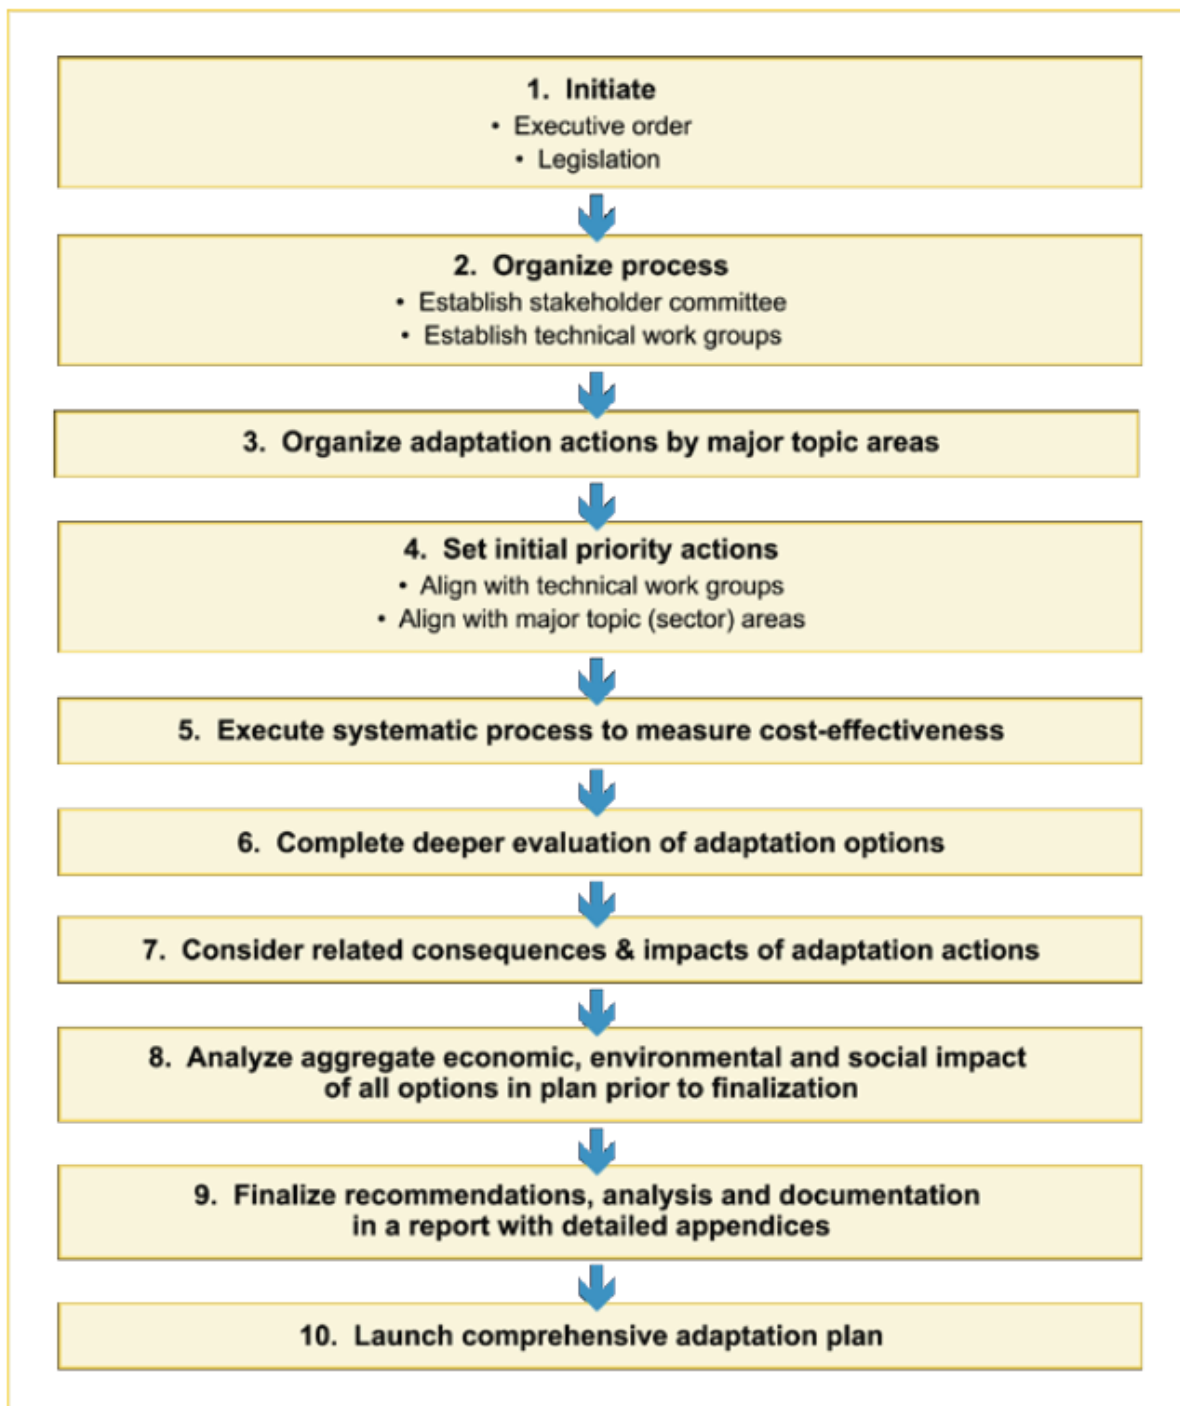 1. Initiate
• Executive order
• Legislation
2. Organize process
• Establish stakeholder committee
• Establish technical work groups
3. Organize adaptation actions by major topic areas
4. Set initial priority actions
• Align with technical work groups
• Align with major topic (sector) areas
5. Execute systematic process to measure cost-effectiveness
6. Complete deeper evaluation of adaptation options
7. Consider related consequences & impacts of adaptation actions
8. Analyze aggregate economic, environmental and social impact
of all options in plan prior to finalization
9. Finalize recommendations, analysis and documentation
in a report with detailed appendices
10. Launch comprehensive adaptation plan